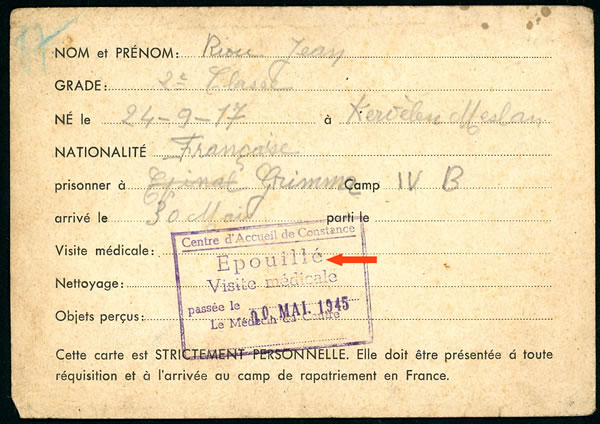 NOM et PRÉNOM: Riou Jean
GRADE: 2e Classe
NÉ le 24-9-17 à Kervélen Meslan
NATIONALITÉ Française
prisonner à Epinal Grimma Camp IV B
arrivé le 30 Mai parti le
Centre d'Accueil de Constance
Visite médicale: Epouillé
Nettoyage: Visite médicale
Objets perçus: passée le 10. MAI. 1945
Le Médecin du Centre
Cette carte est STRICTEMENT PERSONNELLE. Elle doit être présentée á toute
réquisition et à l'arrivée au camp de rapatriement en France.